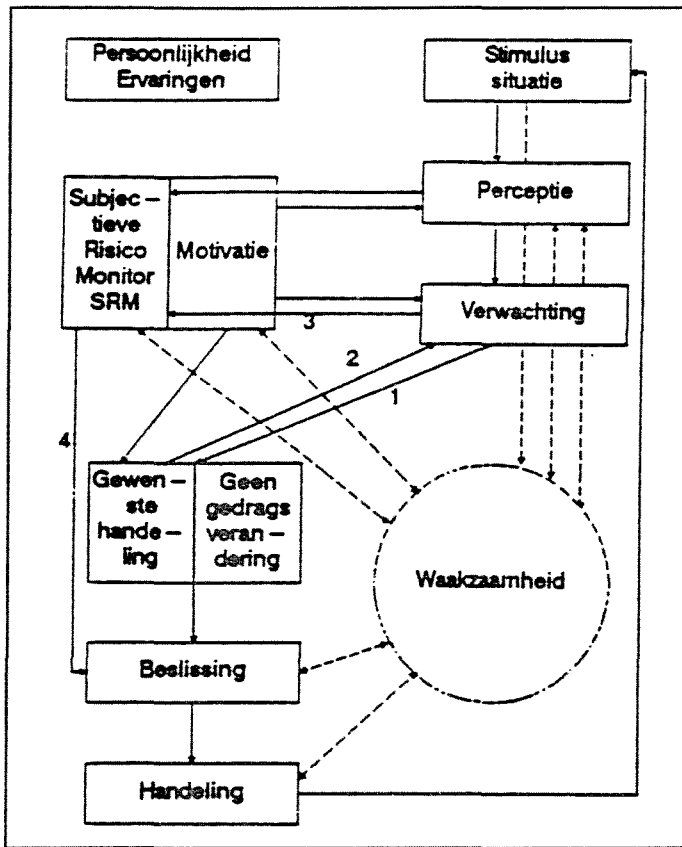 Persoonlijkheid
Ervaringen
Stimulus
situatie
Subjec –
tieve
Risico
Monitor
SRM
Motivatie
Perceptie
Verwachting
3
2
1
4
Gewen –
ste
hande –
ling
Geen
gedrags
veran –
dering
Waakzaamheid
Beslissing
Handeling